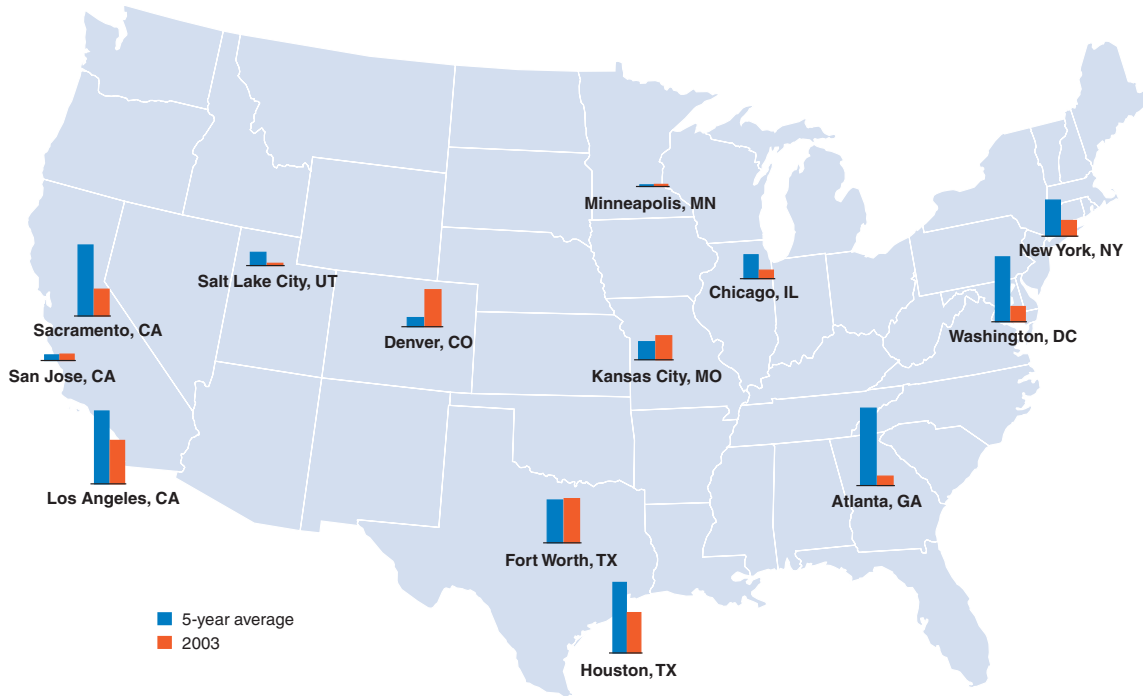 Minneapolis, MN
New York, NY
Salt Lake City, UT
Chicago, IL
Sacramento, CA
Denver, CO
Washington, DC
San Jose, CA
Kansas City, MO
Los Angeles, CA
Atlanta, GA
Fort Worth, TX
5-year average
2003
Houston, TX